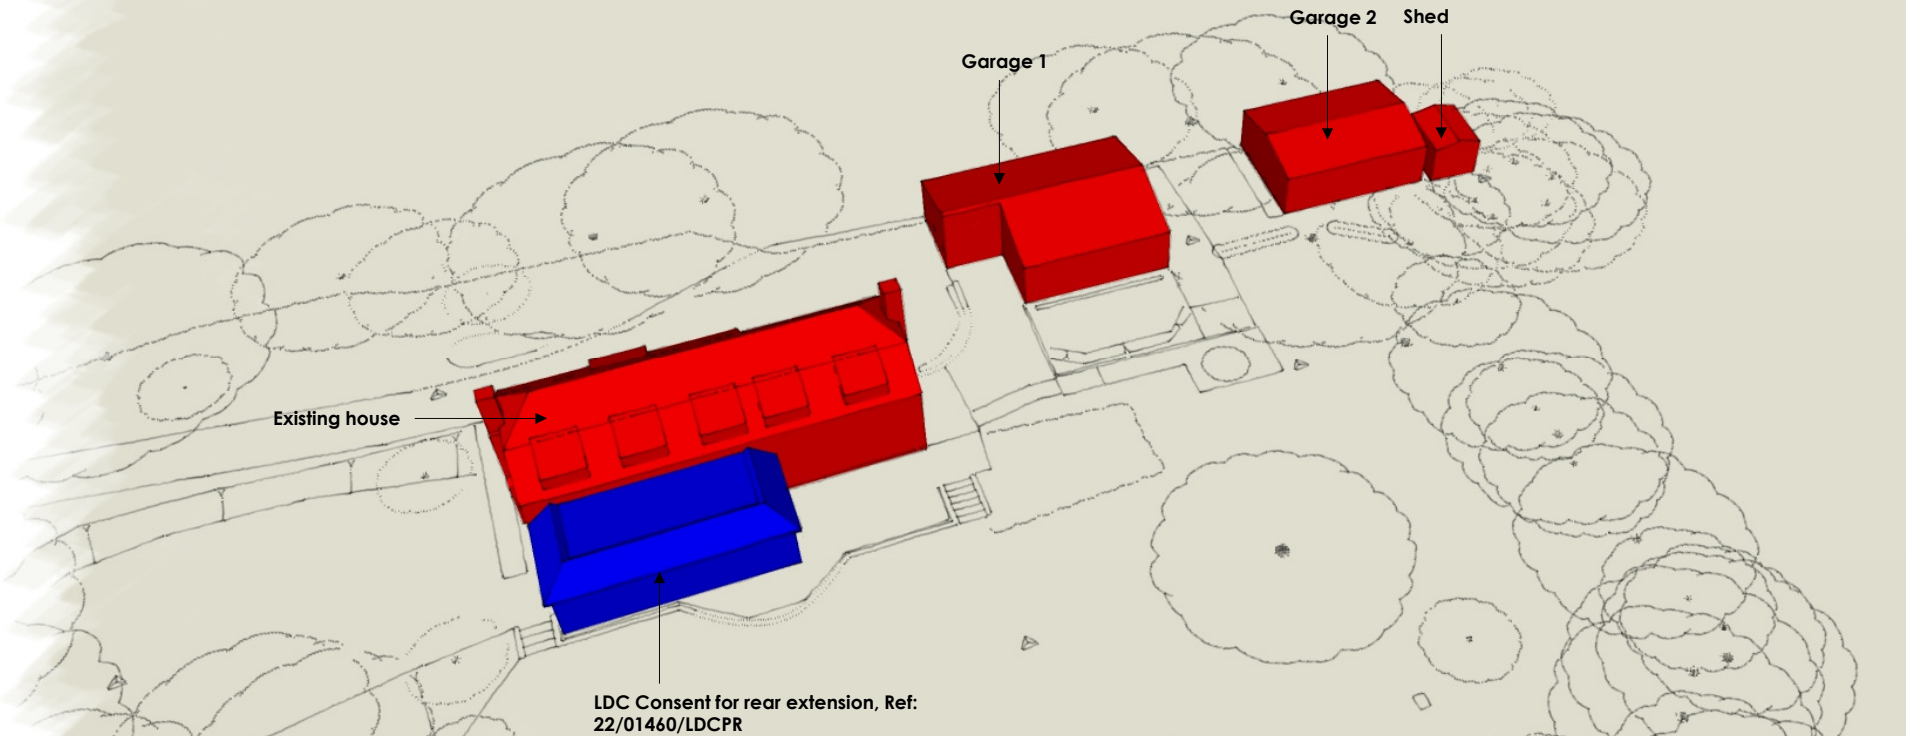 Garage 2
Shed
Garage 1
Existing house
LDC Consent for rear extension, Ref:
22/01460/LDCPR